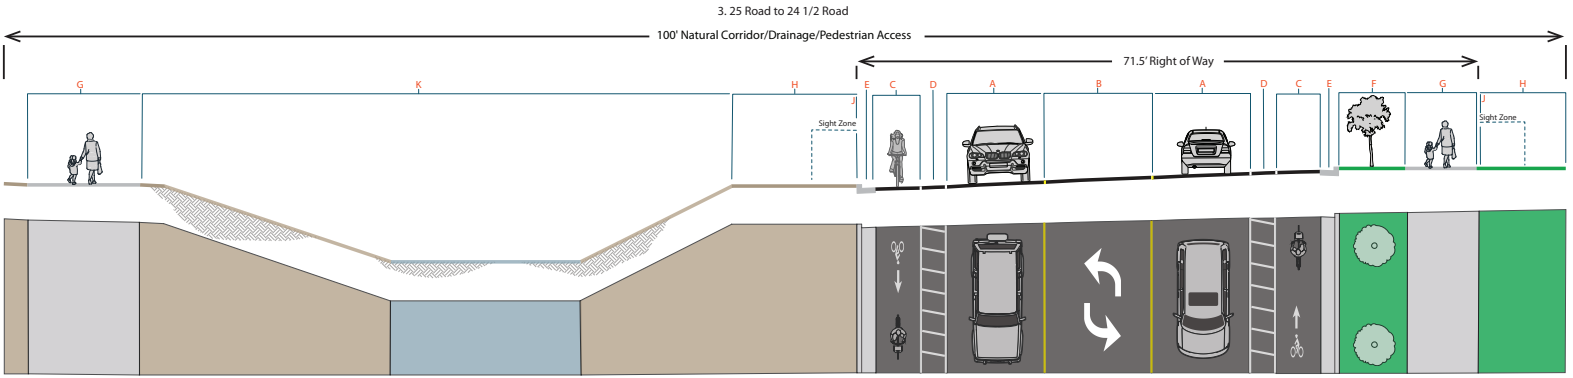 3. 25 Road to 24 1/2 Road
100' Natural Corridor/Drainage/Pedestrian Access
71.5' Right of Way
G K H E C D A B A D C E F G H
J J
Sight Zone Sight Zone